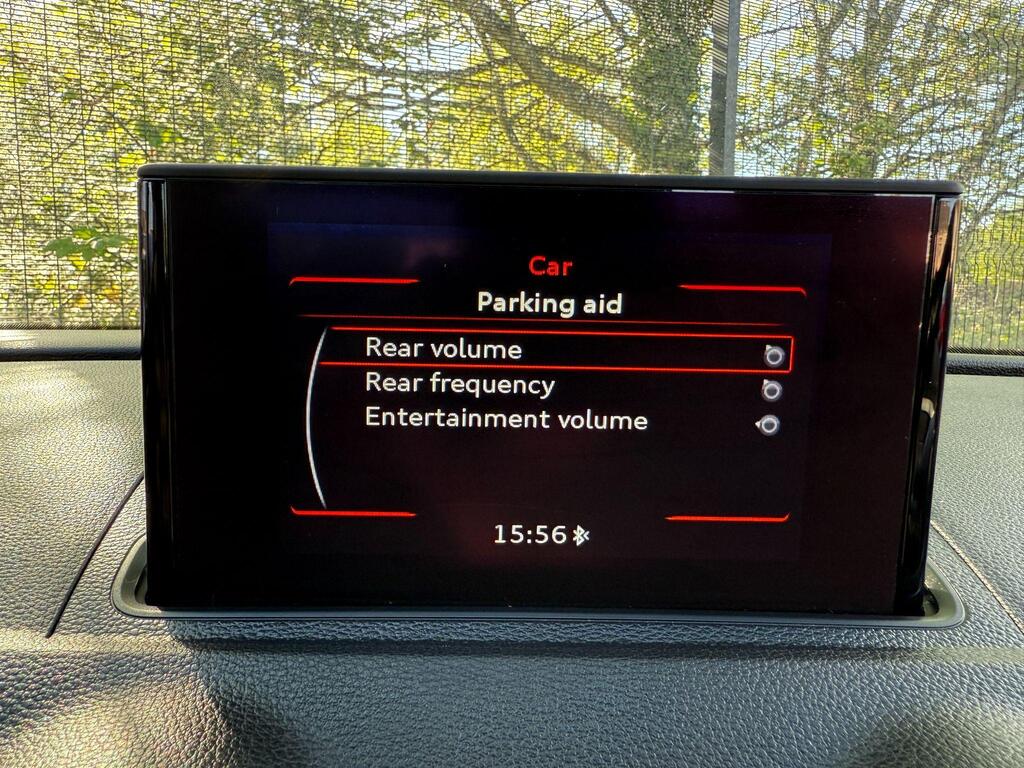 Car
Parking aid
Rear volume
Rear frequency
Entertainment volume
15:56